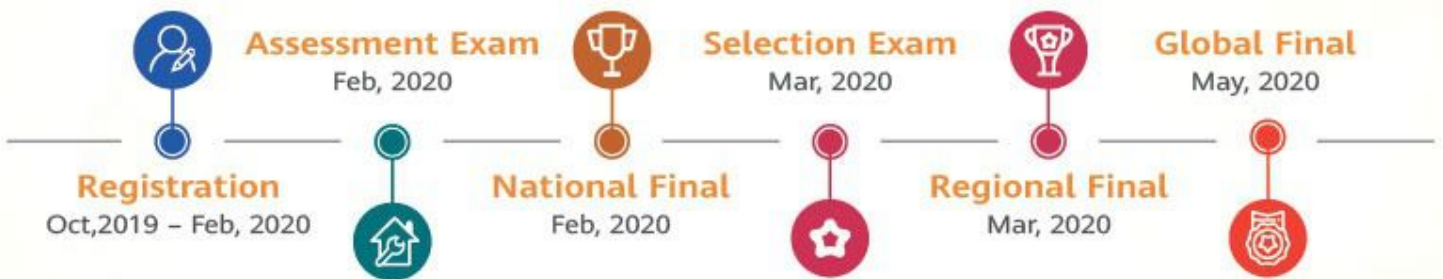 Assessment Exam
Feb, 2020
Selection Exam
Mar, 2020
Global Final
May, 2020
Registration
Oct,2019 – Feb, 2020
National Final
Feb, 2020
Regional Final
Mar, 2020